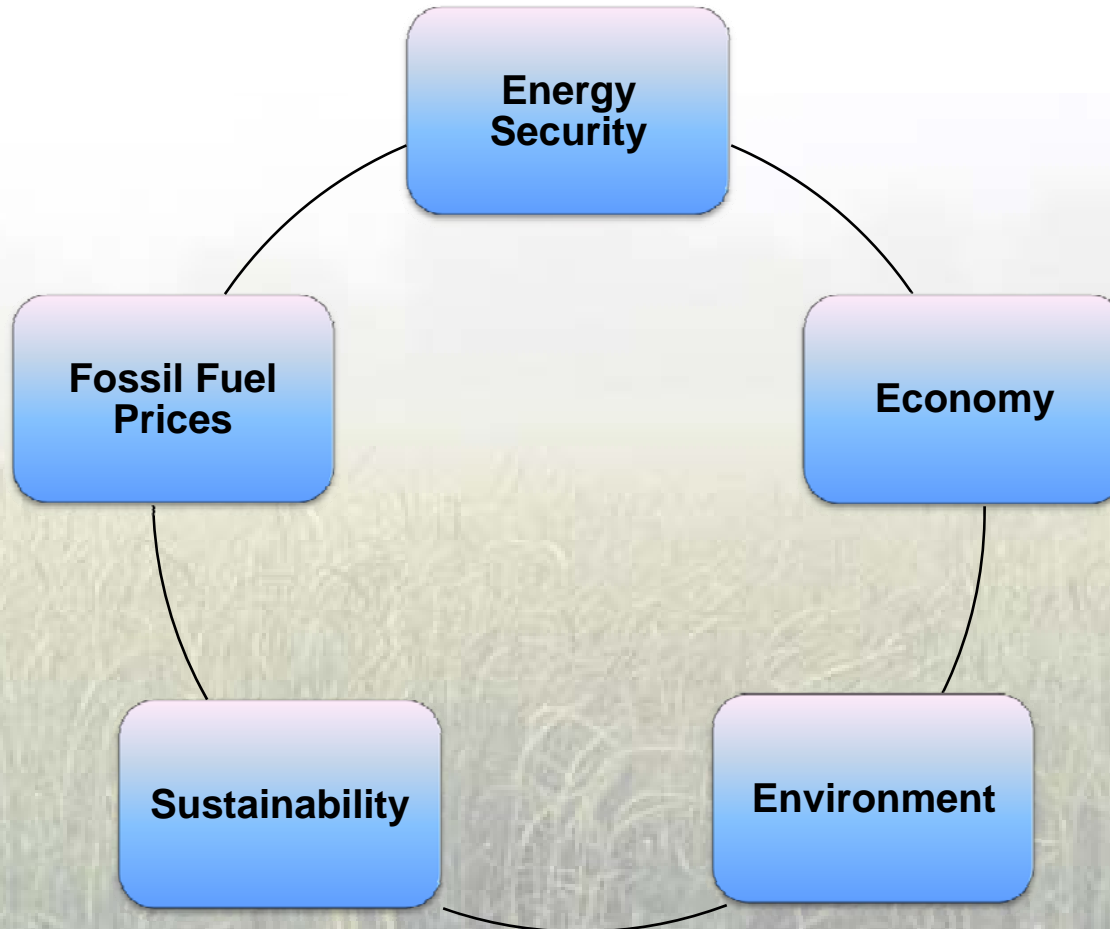 Energy
Security
Fossil Fuel
Prices
Economy
Sustainability
Environment